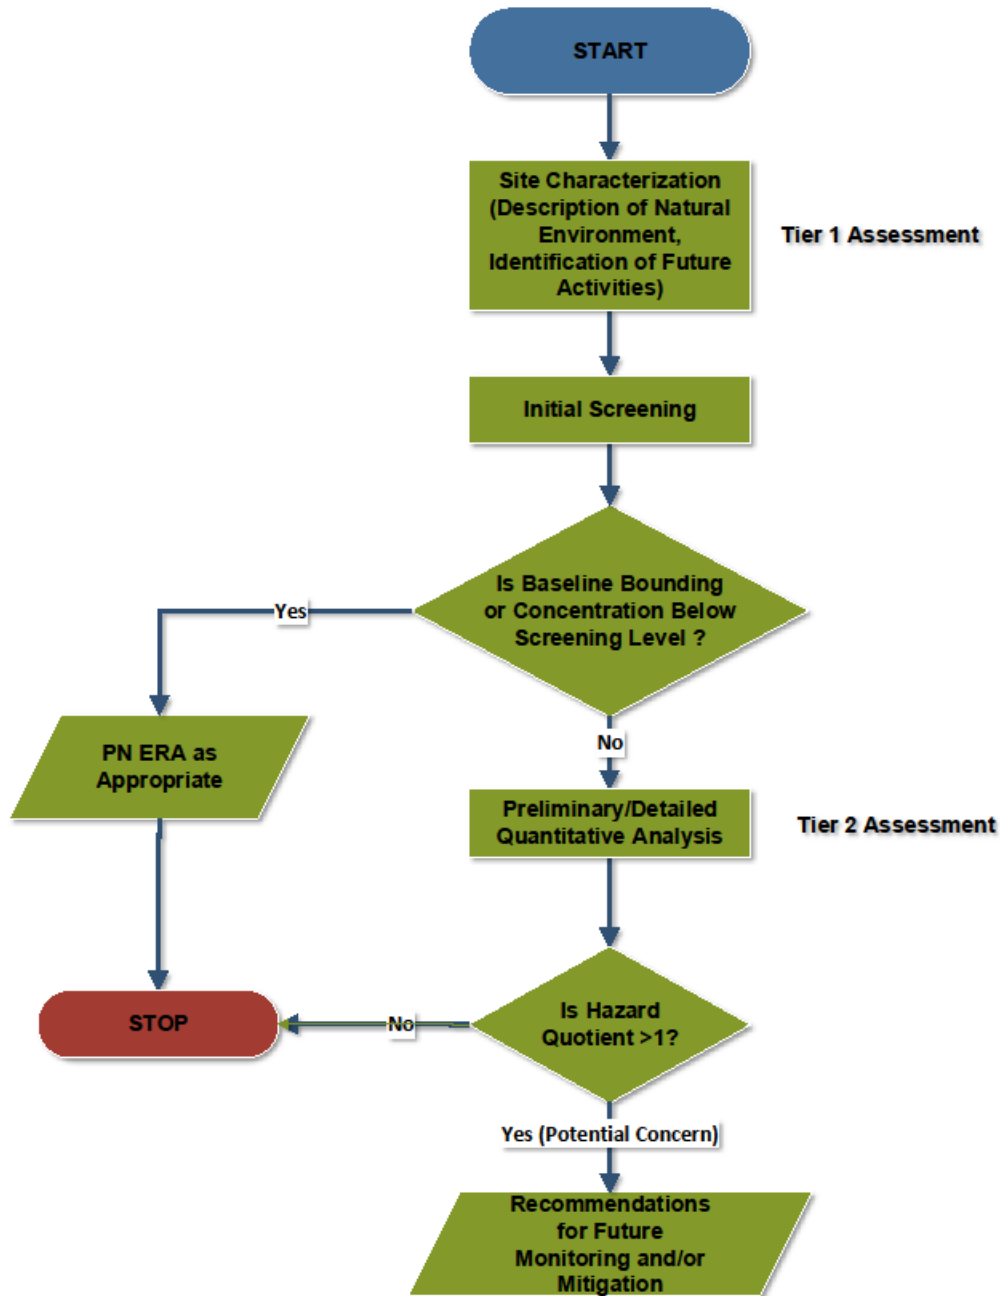 START
Site Characterization
(Description of Natural
Environment,
Identification of Future
Activities)
Tier 1 Assessment
Initial Screening
Is Baseline Bounding
or Concentration Below
Screening Level ?
Yes
No
PN ERA as
Appropriate
Preliminary/Detailed
Quantitative Analysis
Tier 2 Assessment
STOP
No
Is Hazard
Quotient >1?
Yes (Potential Concern)
Recommendations
for Future
Monitoring and/or
Mitigation